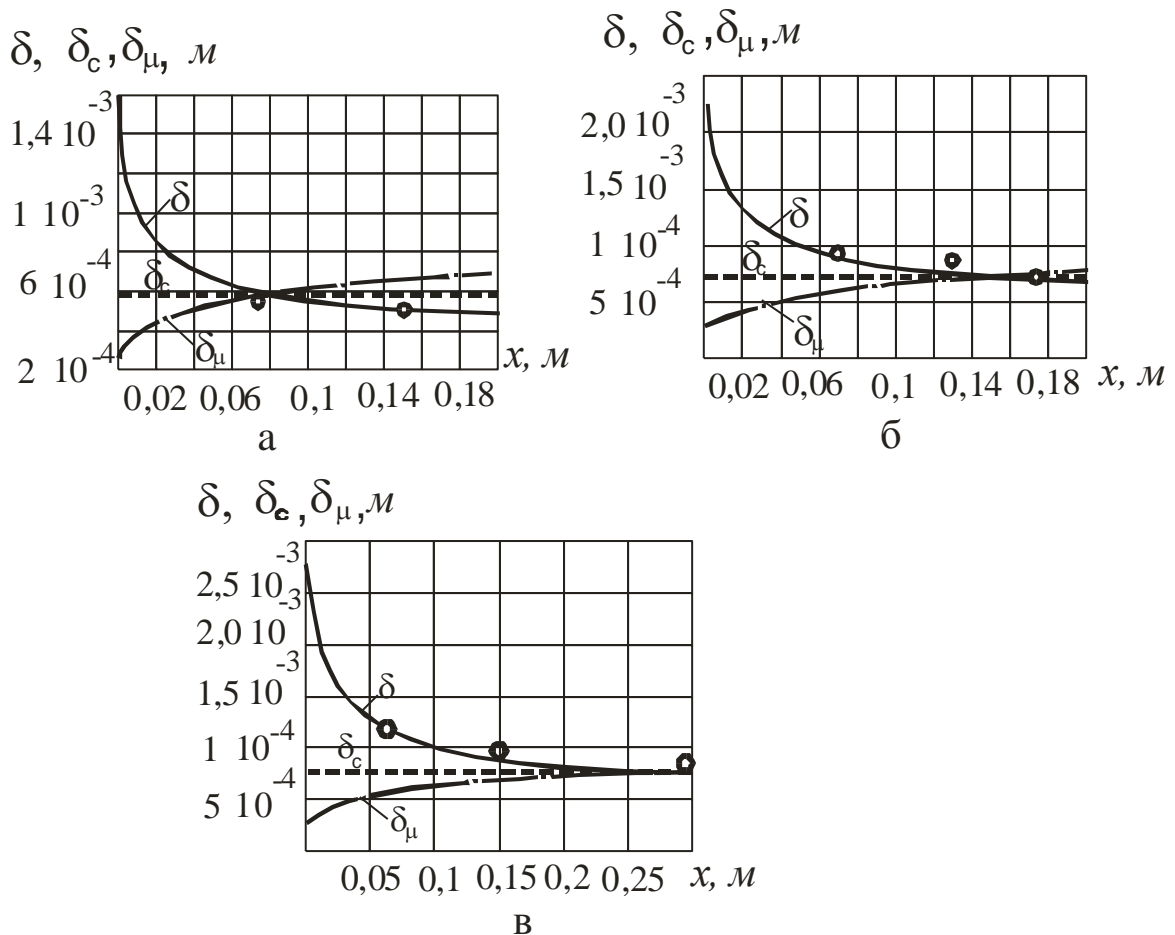 δ, δc,δμ, м
1,4 10-3
1 10-3
6 10-4
2 10-4
δ
δc
δμ
0,02 0,06 0,1 0,14 0,18
x, м
а
δ, δc,δμ,м
2,0 10-3
1,5 10-3
1 10-4
5 10-4
δ
δc
δμ
0,02 0,06 0,1 0,14 0,18
x, м
б
δ, δc,δμ,м
2,5 10-3
2,0 10-3
1,5 10-3
1 10-4
5 10-4
δ
δc
δμ
0,05 0,1 0,15 0,2 0,25 x, м
в